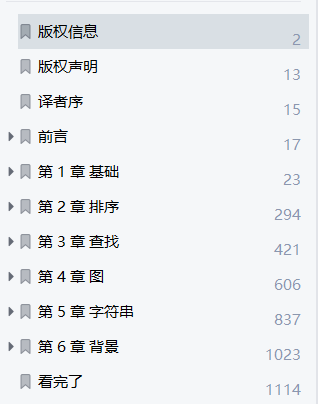 版权信息 2
版权声明 13
译者序 15
前言 17
第 1 章 基础 23
第 2 章 排序 294
第 3 章 查找 421
第 4 章 图 606
第 5 章 字符串 837
第 6 章 背景 1023
看完了 1114